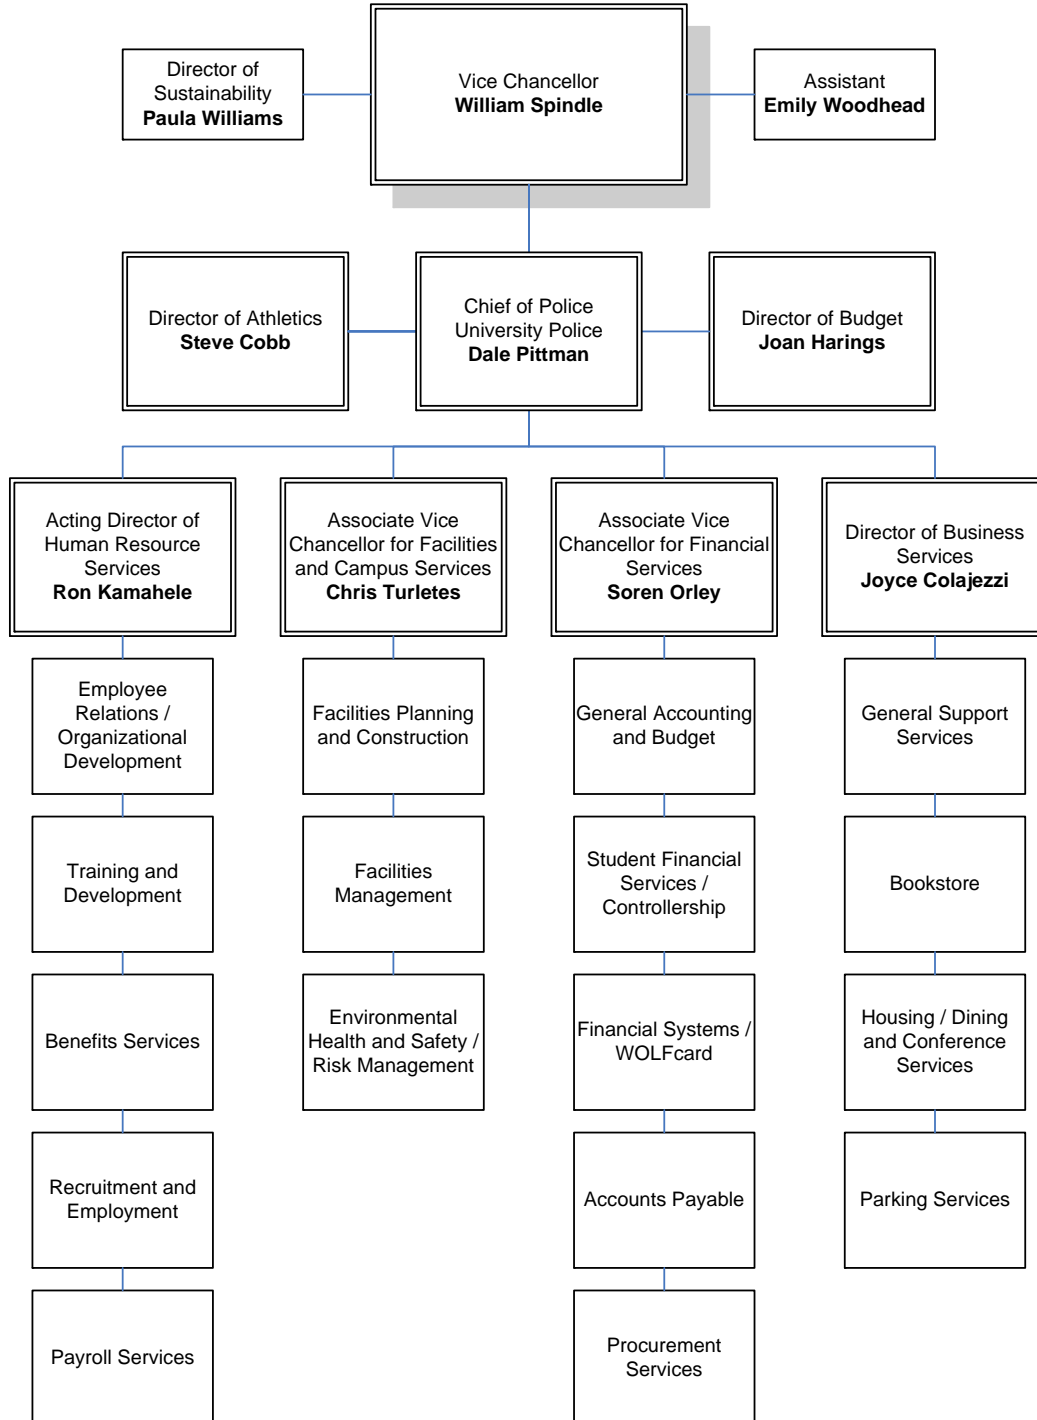 Director of
Sustainability
Paula Williams
Vice Chancellor
William Spindle
Assistant
Emily Woodhead
Director of Athletics
Steve Cobb
Chief of Police
University Police
Dale Pittman
Director of Budget
Joan Harings
Acting Director of
Human Resource
Services
Ron Kamahele
Associate Vice
Chancellor for Facilities
and Campus Services
Chris Turletes
Associate Vice
Chancellor for Financial
Services
Soren Orley
Director of Business
Services
Joyce Colajezzi
Employee
Relations /
Organizational
Development
Facilities Planning
and Construction
General Accounting
and Budget
General Support
Services
Training and
Development
Facilities
Management
Student Financial
Services /
Controllership
Bookstore
Benefits Services
Environmental
Health and Safety /
Risk Management
Financial Systems /
WOLFcard
Housing / Dining
and Conference
Services
Recruitment and
Employment
Accounts Payable
Parking Services
Payroll Services
Procurement
Services